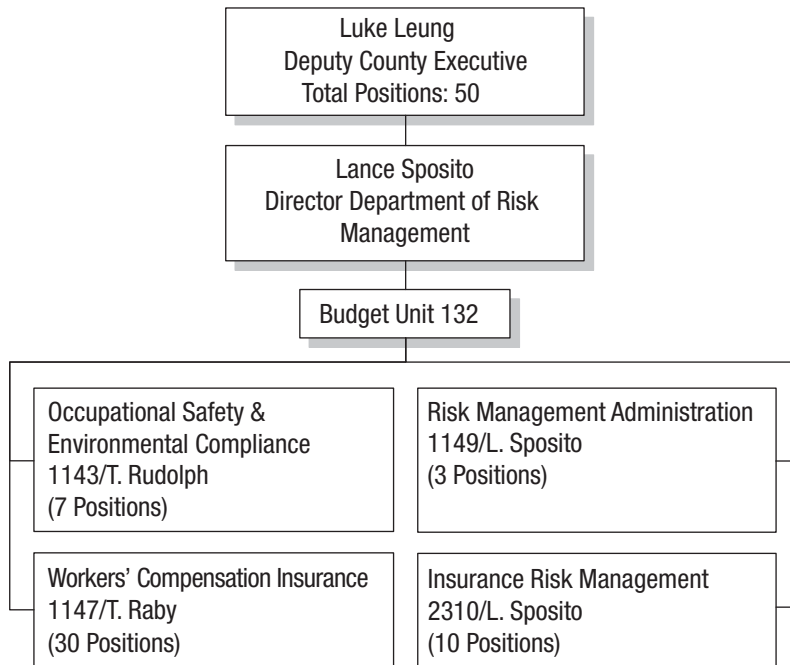 Luke Leung
Deputy County Executive
Total Positions: 50
Lance Sposito
Director Department of Risk
Management
Budget Unit 132
Occupational Safety &
Environmental Compliance
1143/T. Rudolph
(7 Positions)
Risk Management Administration
1149/L. Sposito
(3 Positions)
Workers’ Compensation Insurance
1147/T. Raby
(30 Positions)
Insurance Risk Management
2310/L. Sposito
(10 Positions)